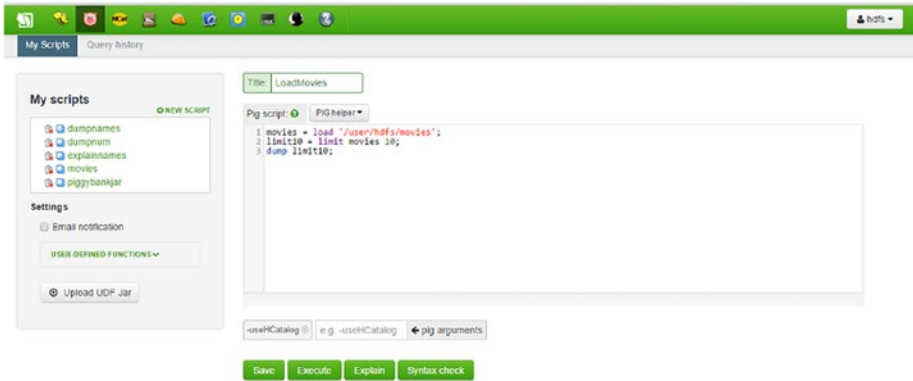 hdfs
My Scripts Query history
My scripts
NEW SCRIPT
dumpnames
dumpnum
explainnames
movies
piggybankjar
Settings
Email notification
USER-DEFINED FUNCTIONS
Upload UDF Jar
Title: LoadMovies
Pig script: PIG helper
1 movies = load '/user/hdfs/movies';
2 limit10 = limit movies 10;
3 dump limit10;
-useHCatalog e.g. -useHCatalog pig arguments
Save Execute Explain Syntax check